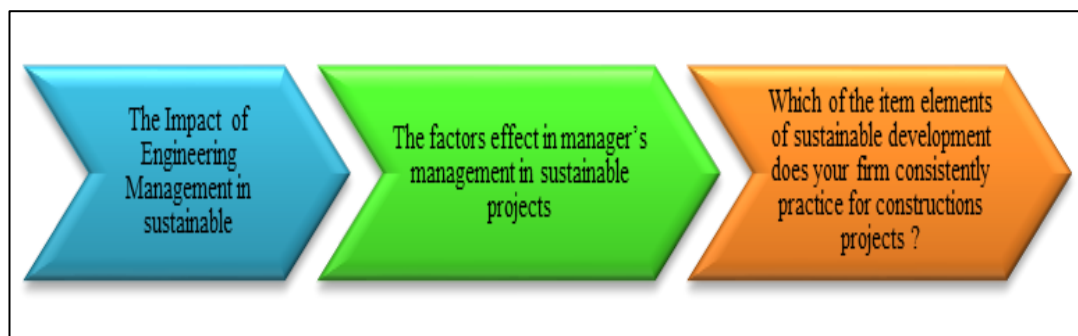 The Impact of
Engineering
Management in
sustainable
The factors effect in manager's
management in sustainable
projects
Which of the item elements
of sustainable development
does your firm consistently
practice for constructions
projects ?